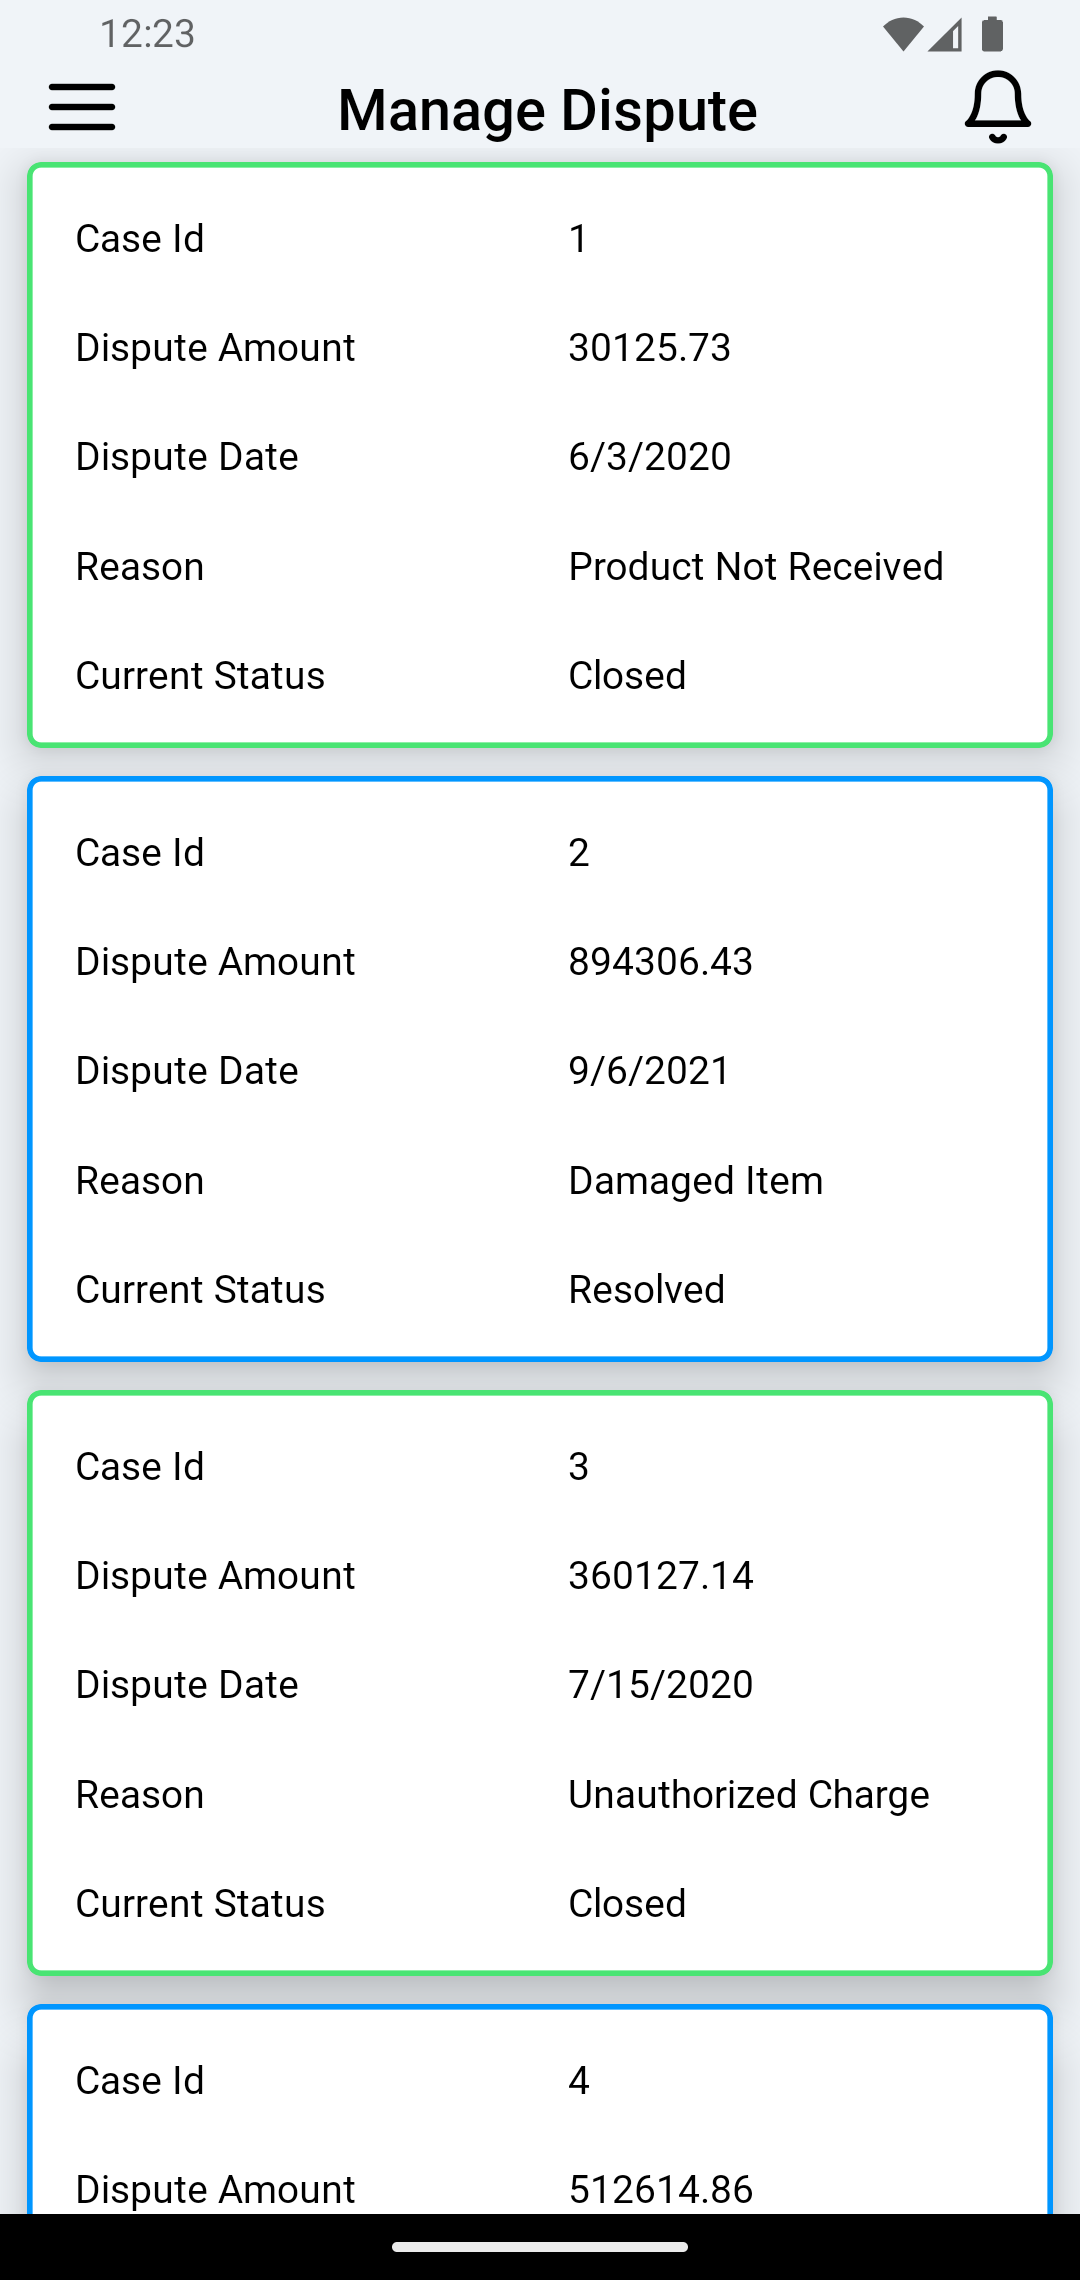 12:23
Manage Dispute
Case Id 1
Dispute Amount 30125.73
Dispute Date 6/3/2020
Reason Product Not Received
Current Status Closed
Case Id 2
Dispute Amount 894306.43
Dispute Date 9/6/2021
Reason Damaged Item
Current Status Resolved
Case Id 3
Dispute Amount 360127.14
Dispute Date 7/15/2020
Reason Unauthorized Charge
Current Status Closed
Case Id 4
Dispute Amount 512614.86